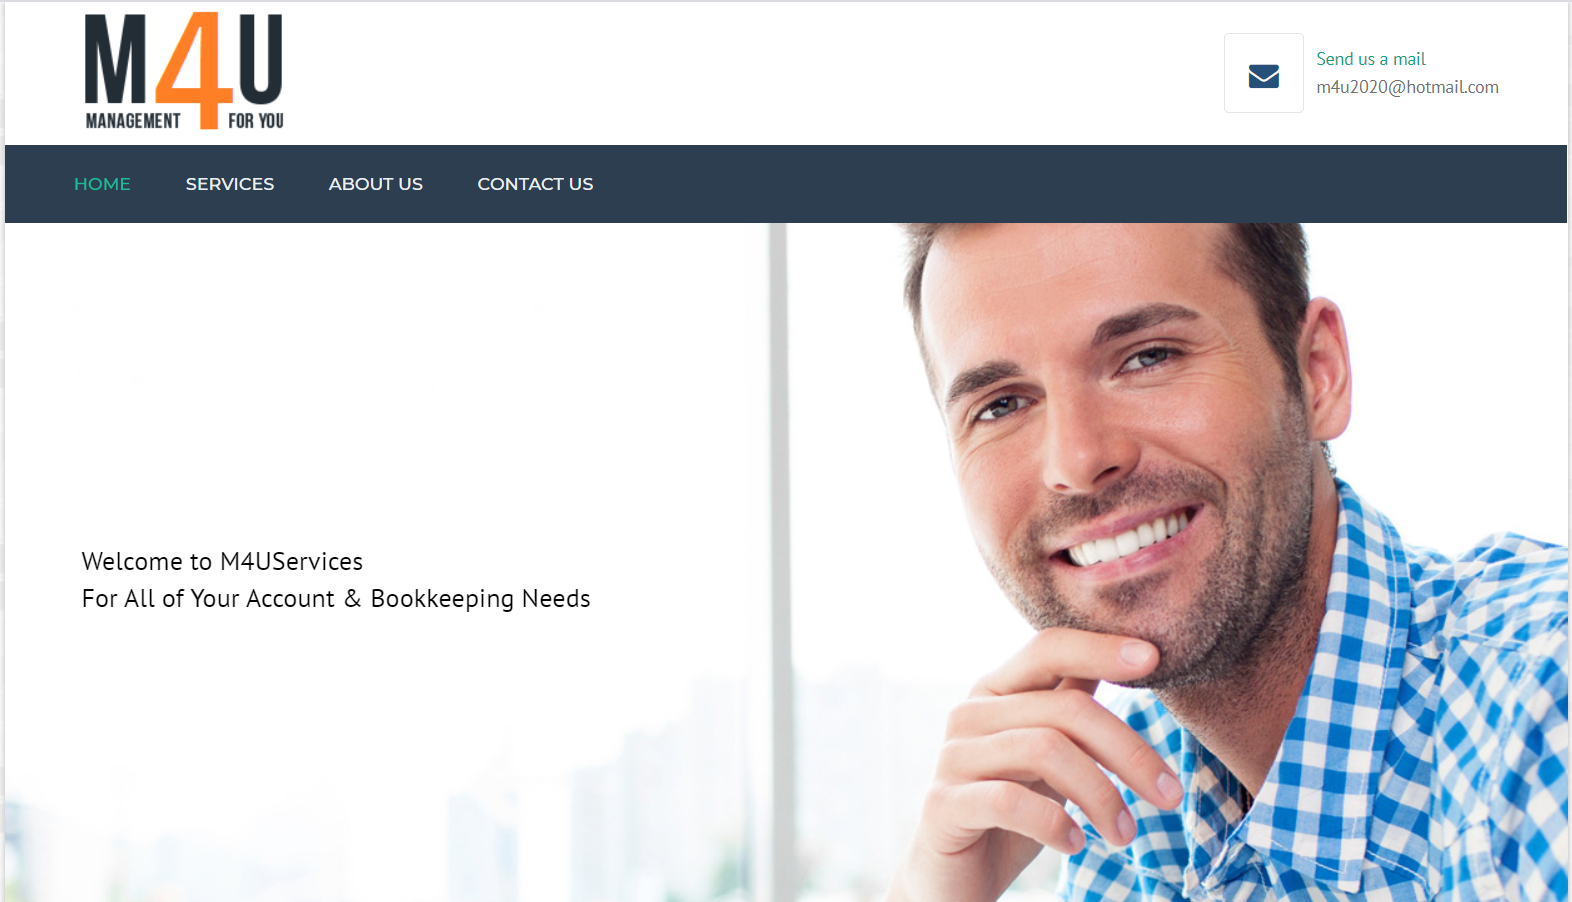 M4U
MANAGEMENT FOR YOU
Send us a mail
m4u2020@hotmail.com
HOME SERVICES ABOUT US CONTACT US
Welcome to M4UServices
For All of Your Account & Bookkeeping Needs